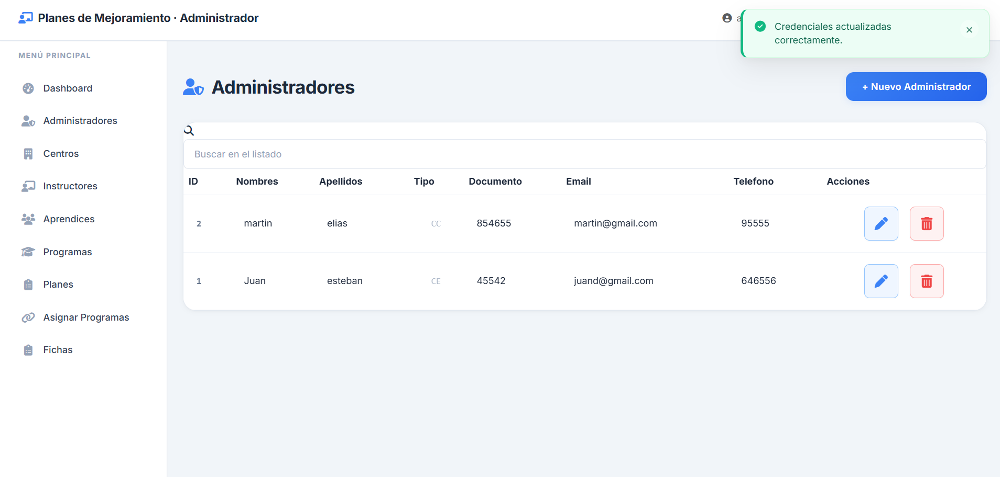 Planes de Mejoramiento · Administrador
Credenciales actualizadas
correctamente.
MENÚ PRINCIPAL
Dashboard
Administradores
Centros
Instructores
Aprendices
Programas
Planes
Asignar Programas
Fichas
Administradores
+ Nuevo Administrador
Buscar en el listado
ID Nombres Apellidos Tipo Documento Email Telefono Acciones
2 martin elias CC 854655 martin@gmail.com 95555
1 Juan esteban CE 45542 juand@gmail.com 646556